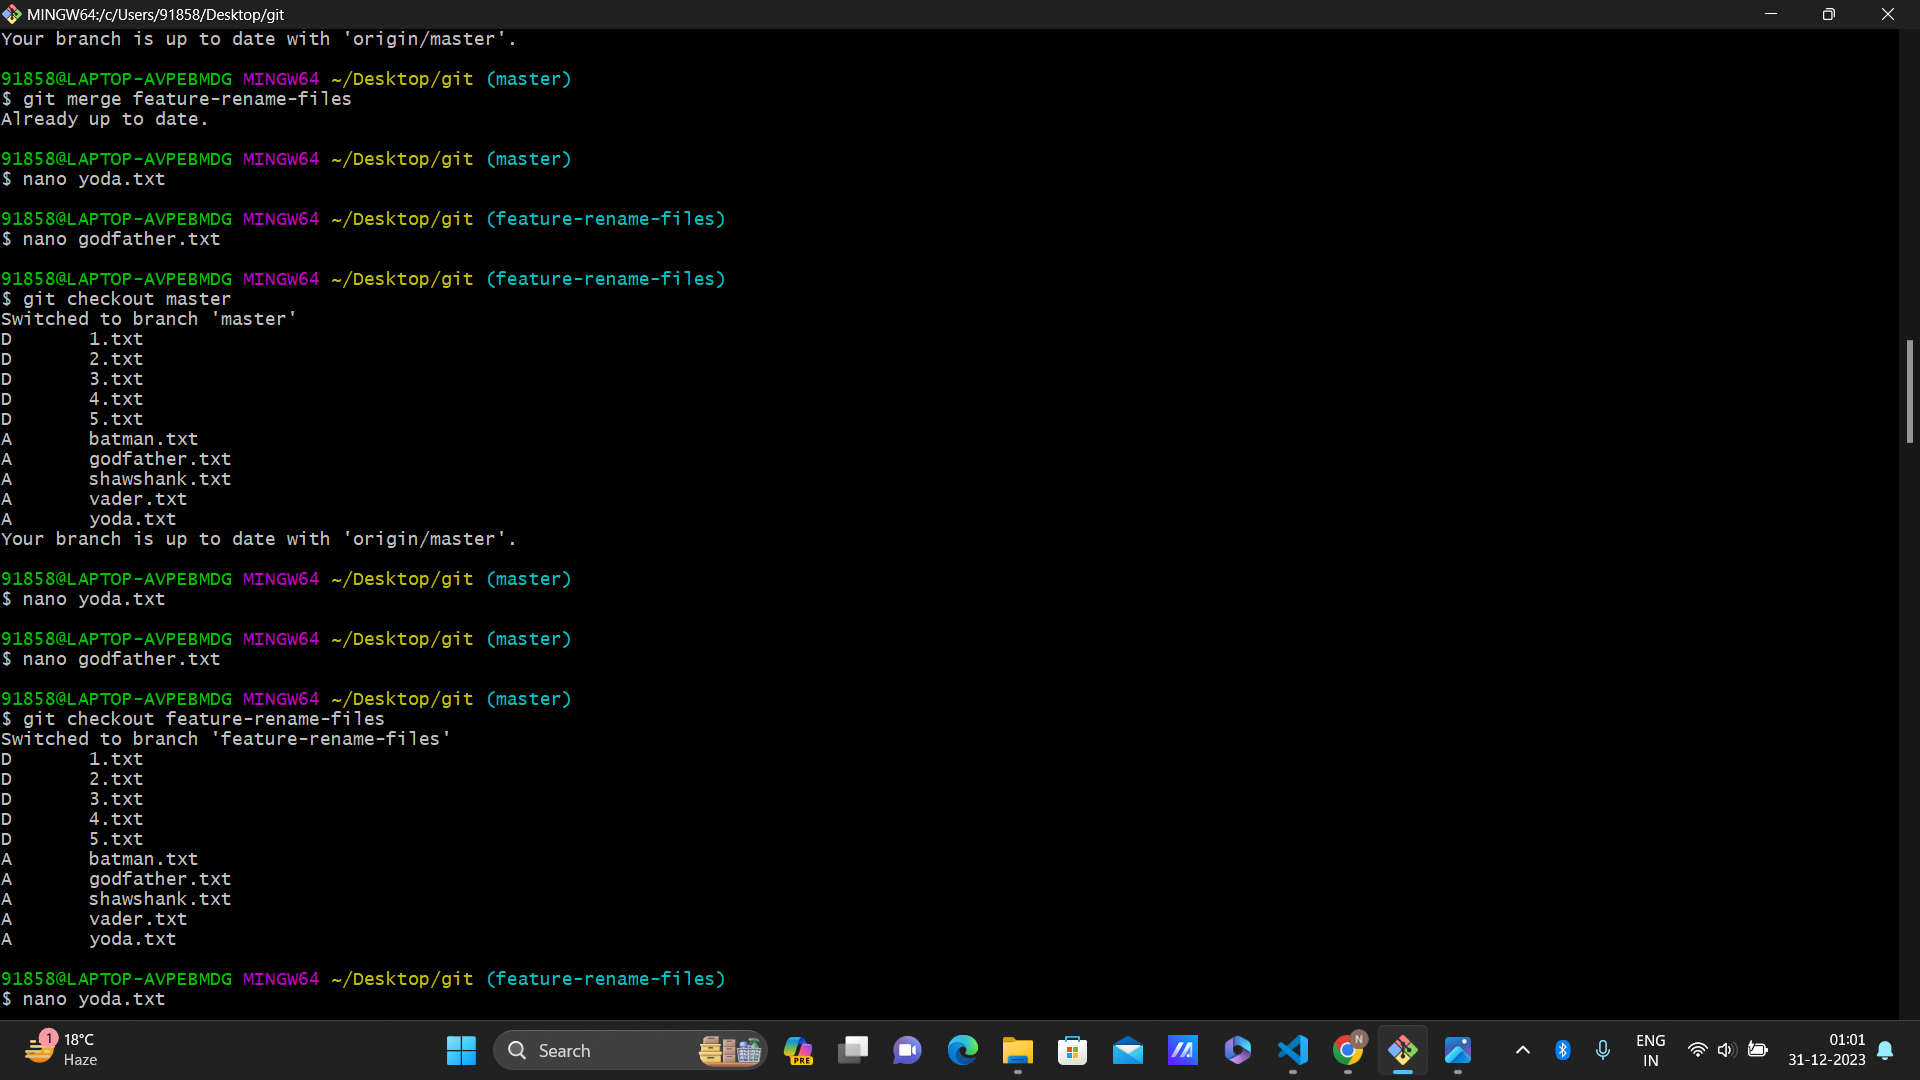 MINGW64:/c/Users/91858/Desktop/git
Your branch is up to date with 'origin/master'.
91858@LAPTOP-AVPEBMDG MINGW64 ~/Desktop/git (master)
$ git merge feature-rename-files
Already up to date.
91858@LAPTOP-AVPEBMDG MINGW64 ~/Desktop/git (master)
$ nano yoda.txt
91858@LAPTOP-AVPEBMDG MINGW64 ~/Desktop/git (feature-rename-files)
$ nano godfather.txt
91858@LAPTOP-AVPEBMDG MINGW64 ~/Desktop/git (feature-rename-files)
$ git checkout master
Switched to branch 'master'
D       1.txt
D       2.txt
D       3.txt
D       4.txt
D       5.txt
A       batman.txt
A       godfather.txt
A       shawshank.txt
A       vader.txt
A       yoda.txt
Your branch is up to date with 'origin/master'.
91858@LAPTOP-AVPEBMDG MINGW64 ~/Desktop/git (master)
$ nano yoda.txt
91858@LAPTOP-AVPEBMDG MINGW64 ~/Desktop/git (master)
$ nano godfather.txt
91858@LAPTOP-AVPEBMDG MINGW64 ~/Desktop/git (master)
$ git checkout feature-rename-files
Switched to branch 'feature-rename-files'
D       1.txt
D       2.txt
D       3.txt
D       4.txt
D       5.txt
A       batman.txt
A       godfather.txt
A       shawshank.txt
A       vader.txt
A       yoda.txt
91858@LAPTOP-AVPEBMDG MINGW64 ~/Desktop/git (feature-rename-files)
$ nano yoda.txt
1
18°C
Haze
Search
PRE
N
ENG
IN
01:01
31-12-2023